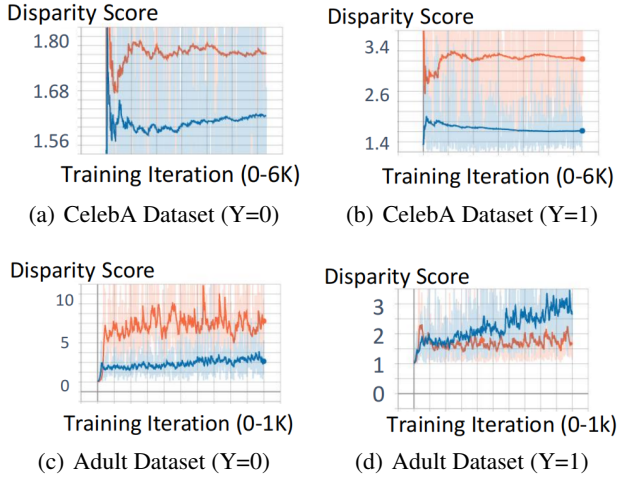 Disparity Score
1.80
1.68
1.56
Training Iteration (0-6K)
(a) CelebA Dataset (Y=0)
Disparity Score
3.4
2.6
1.4
Training Iteration (0-6K)
(b) CelebA Dataset (Y=1)
Disparity Score
10
5
0
Training Iteration (0-1K)
(c) Adult Dataset (Y=0)
Disparity Score
3
2
1
0
Training Iteration (0-1k)
(d) Adult Dataset (Y=1)